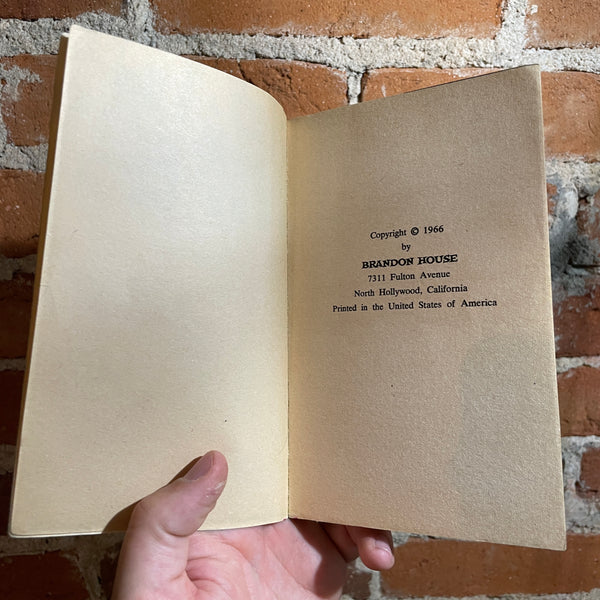 Copyright © 1966
by
BRANDON HOUSE
7311 Fulton Avenue
North Hollywood, California
Printed in the United States of America